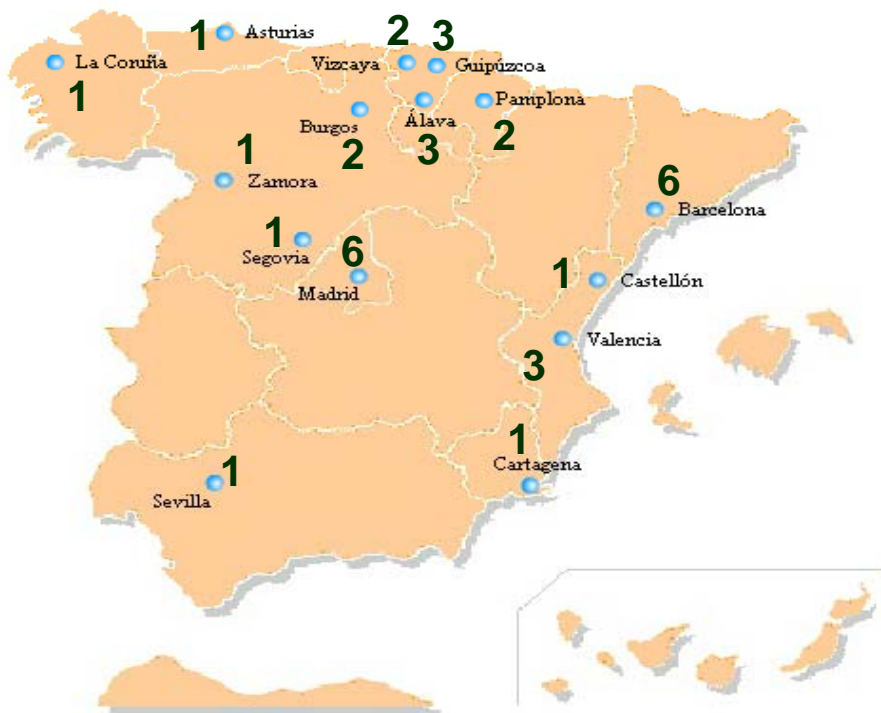 1 Asturias
2 3
La Coruña
Vizcaya
Guipúzcoa
1
Pamplona
Burgos
Álava
2 3 2
1
Zamora
6
Barcelona
1
Segovia
6
Madrid
1
Castellón
Valencia
3
1
Cartagena
1
Sevilla